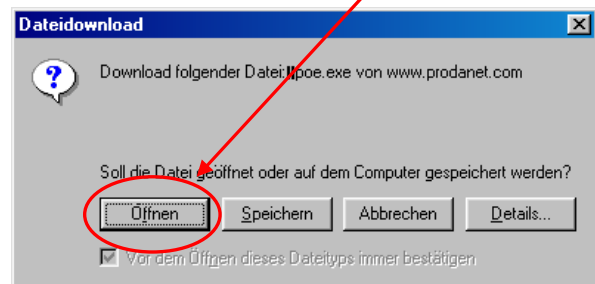 Dateidownload
Download folgender Datei: poe.exe von www.prodanet.com
Soll die Datei geöffnet oder auf dem Computer gespeichert werden?
Öffnen Speichern Abbrechen Details...
Vor dem Öffnen dieses Dateityps immer bestätigen